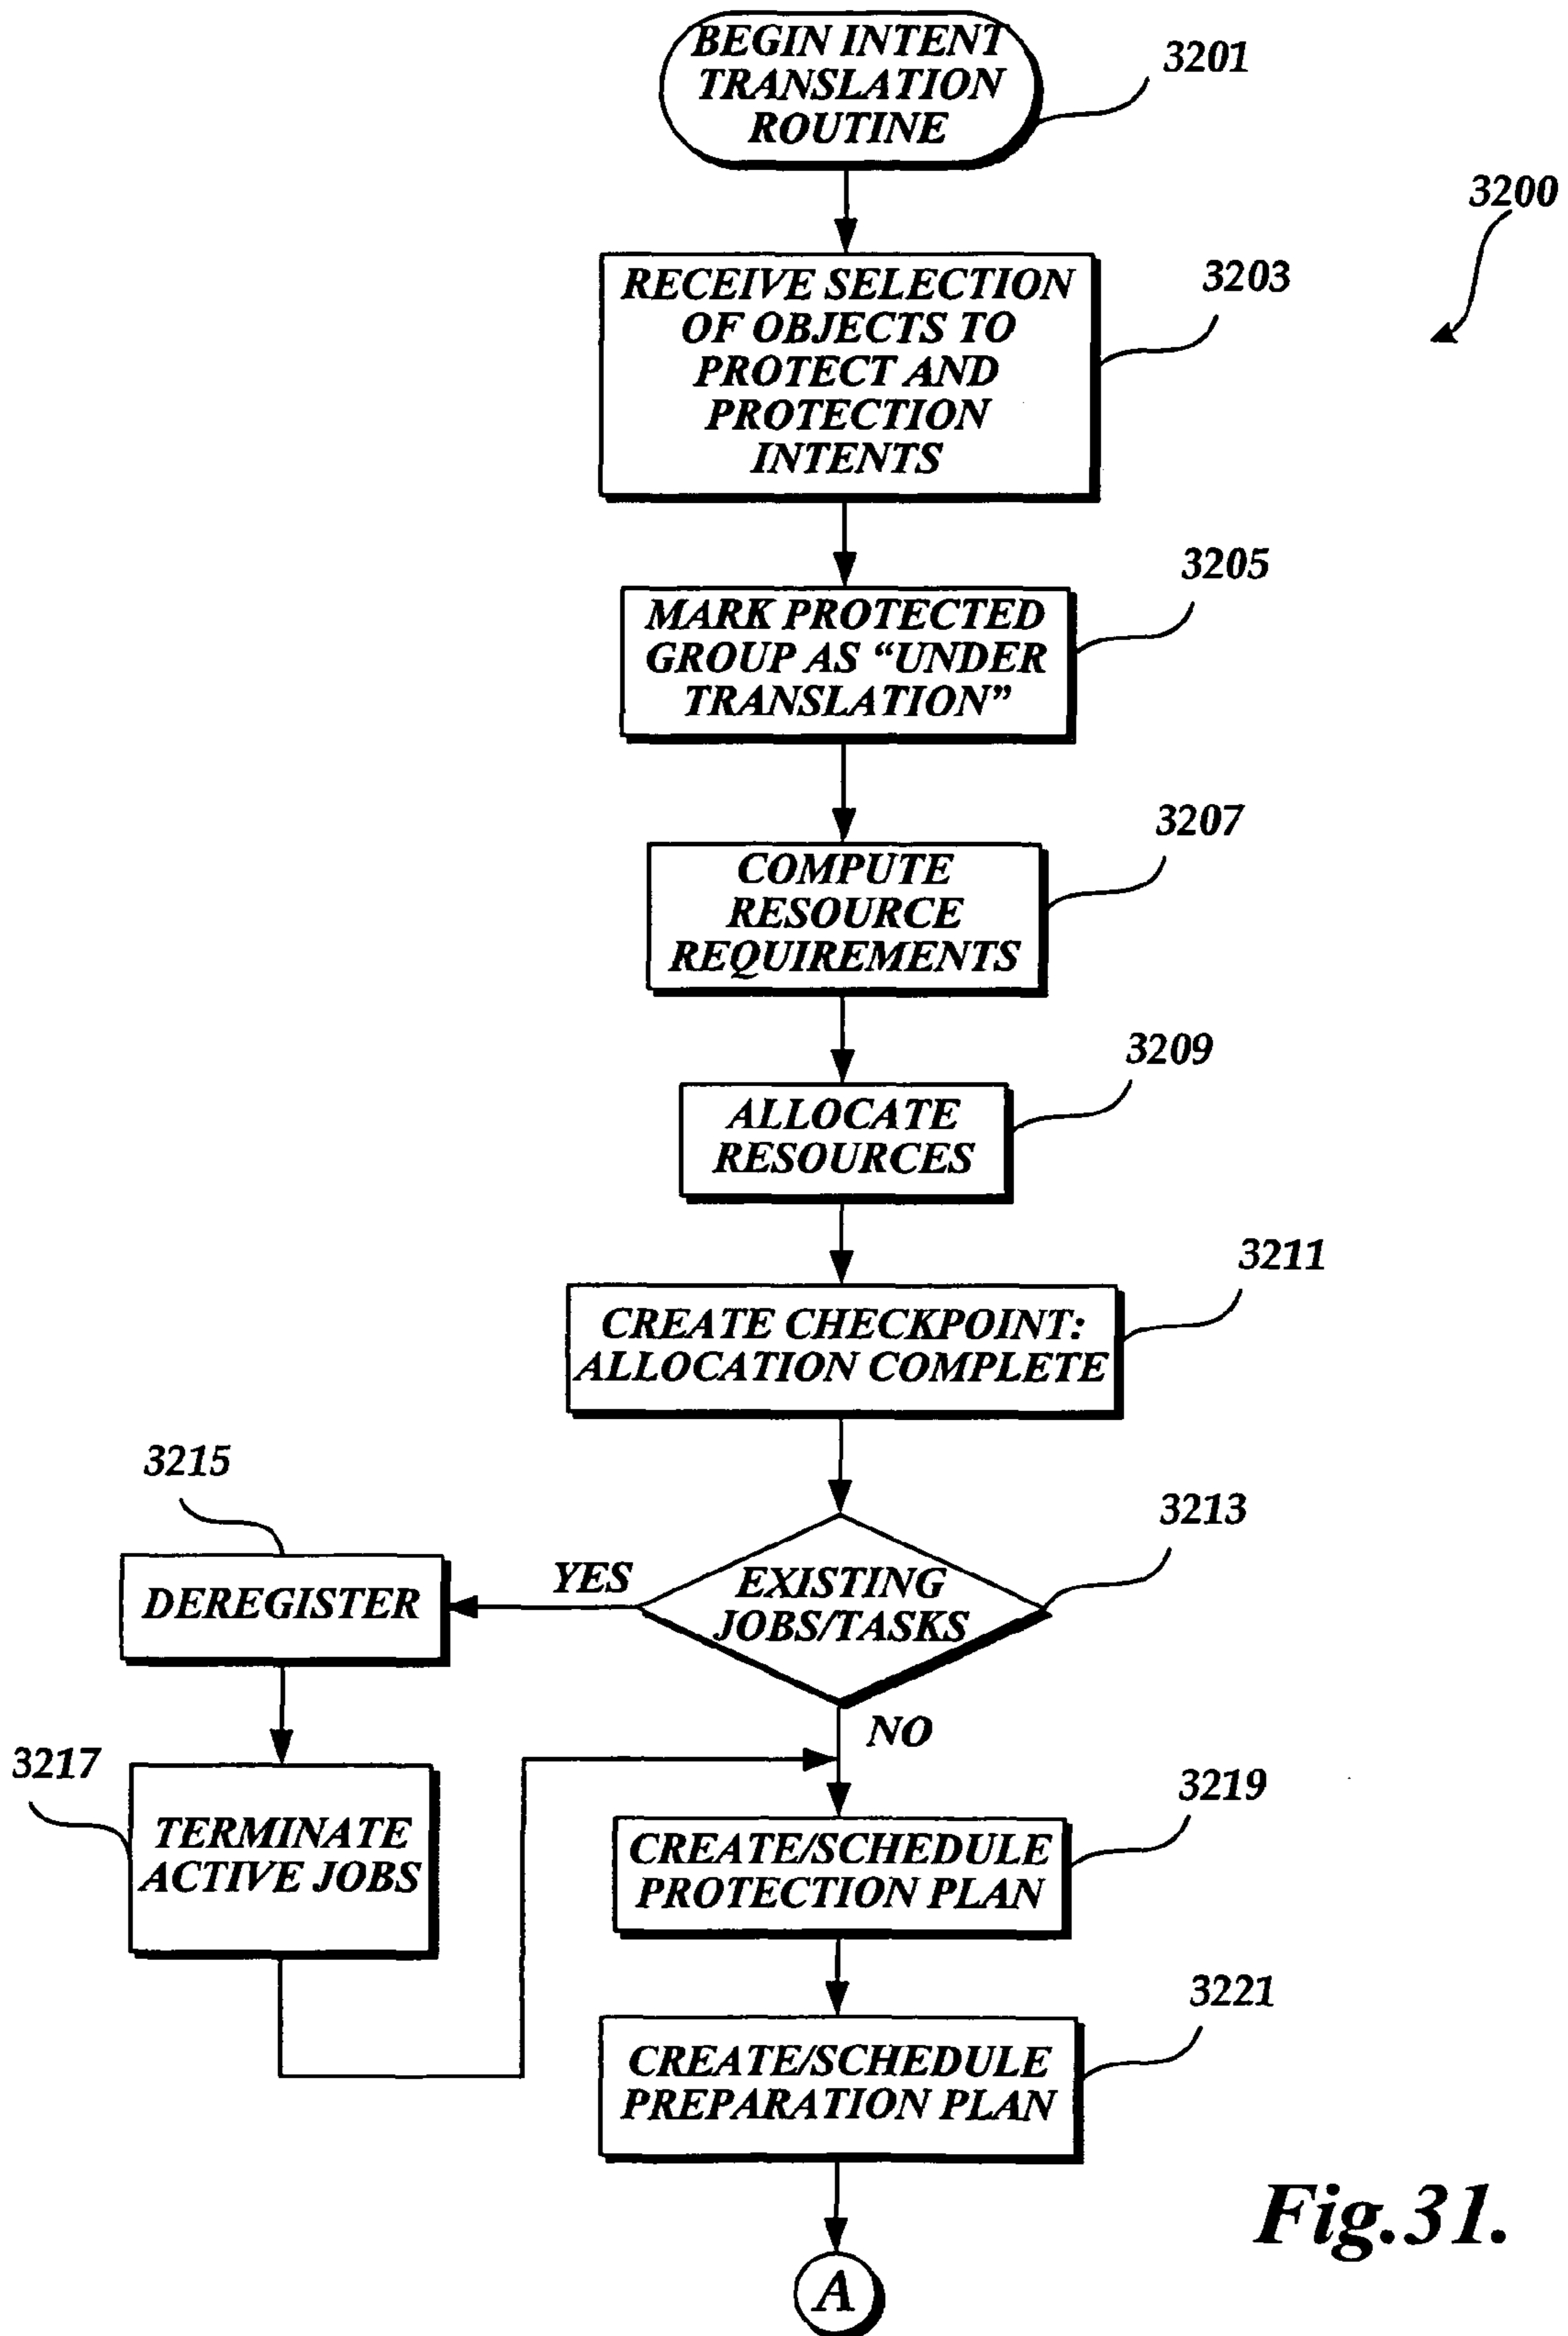 BEGIN INTENT
TRANSLATION
ROUTINE
3201
3200
RECEIVE SELECTION
OF OBJECTS TO
PROTECT AND
PROTECTION
INTENTS
3203
MARK PROTECTED
GROUP AS “UNDER
TRANSLATION”
3205
COMPUTE
RESOURCE
REQUIREMENTS
3207
ALLOCATE
RESOURCES
3209
CREATE CHECKPOINT:
ALLOCATION COMPLETE
3211
EXISTING
JOBS/TASKS
3213
YES
DEREGISTER
3215
TERMINATE
ACTIVE JOBS
3217
NO
CREATE/SCHEDULE
PROTECTION PLAN
3219
CREATE/SCHEDULE
PREPARATION PLAN
3221
A
Fig.31.